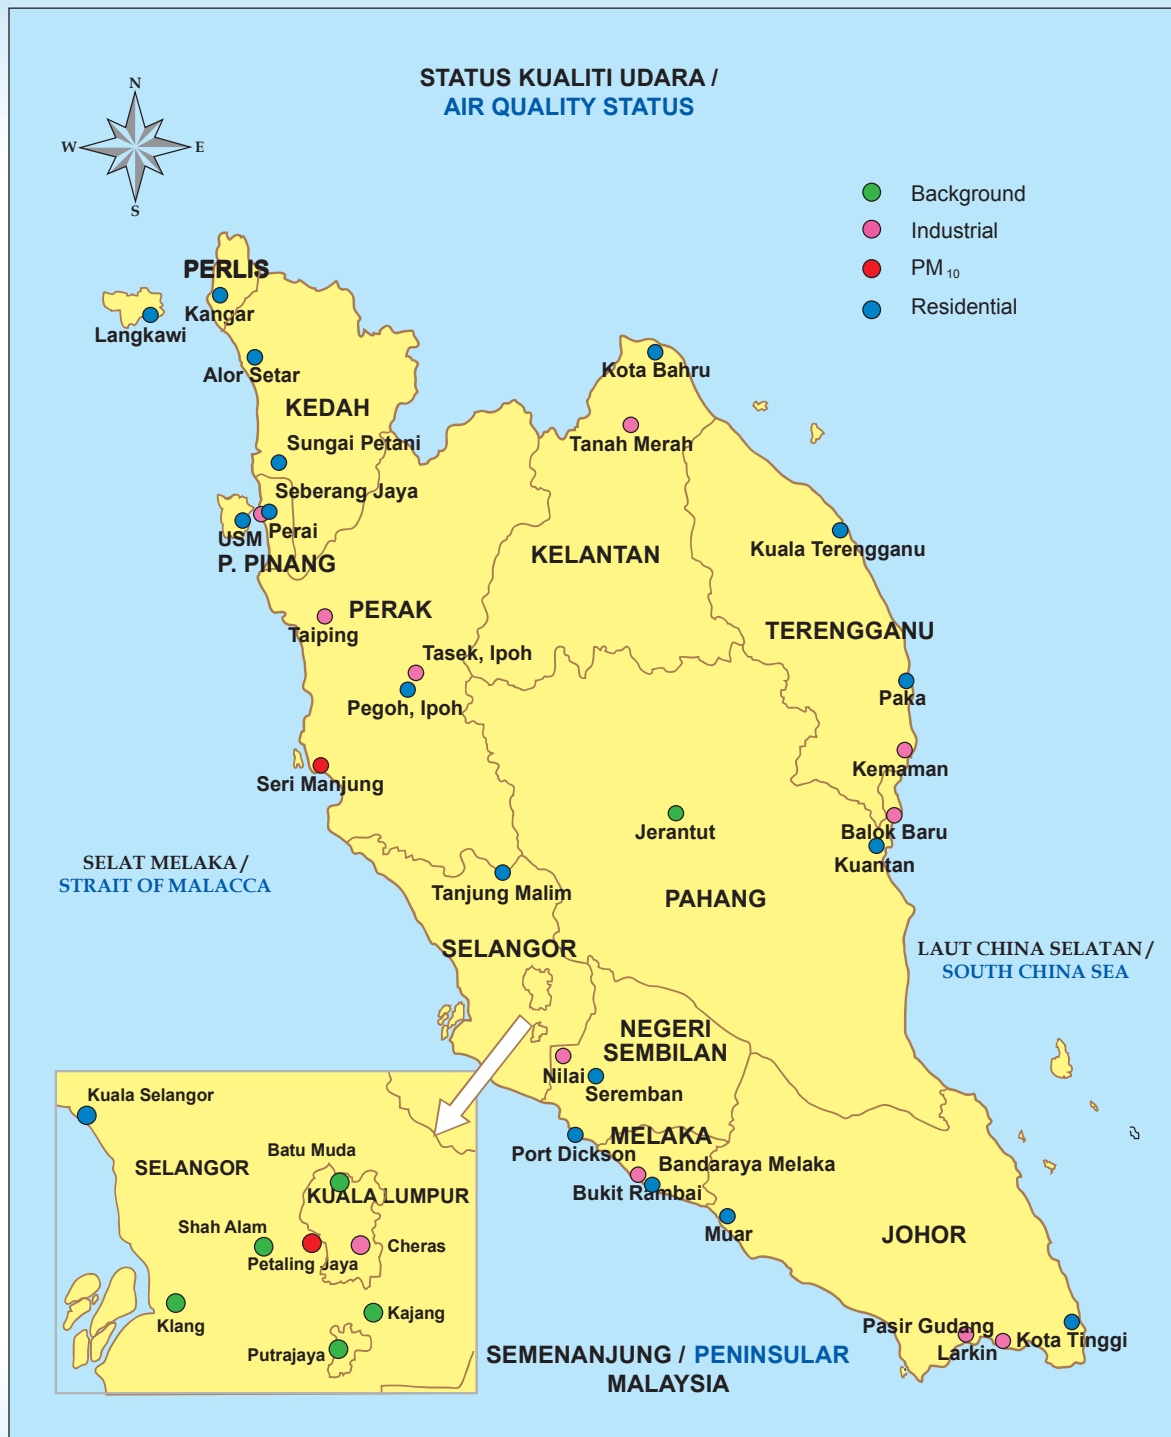 STATUS KUALITI UDARA /
AIR QUALITY STATUS
N
W
E
S
Background
Industrial
PM10
Residential
PERLIS
Kangar
Langkawi
Alor Setar
KEDAH
Sungai Petani
Seberang Jaya
Perai
USM
P. PINANG
Kota Bahru
Tanah Merah
KELANTAN
Kuala Terengganu
TERENGGANU
PERAK
Taiping
Tasek, Ipoh
Pegoh, Ipoh
Paka
Kemaman
Seri Manjung
Jerantut
Balok Baru
Kuantan
SELAT MELAKA /
STRAIT OF MALACCA
Tanjung Malim
PAHANG
SELANGOR
LAUT CHINA SELATAN /
SOUTH CHINA SEA
NEGERI
SEMBILAN
Nilai
Seremban
MELAKA
Port Dickson
Bandaraya Melaka
Bukit Rambai
Muar
JOHOR
Pasir Gudang
Larkin
Kota Tinggi
Kuala Selangor
Batu Muda
SELANGOR
KUALA LUMPUR
Shah Alam
Petaling Jaya
Cheras
Klang
Kajang
Putrajaya
SEMENANJUNG / PENINSULAR
MALAYSIA